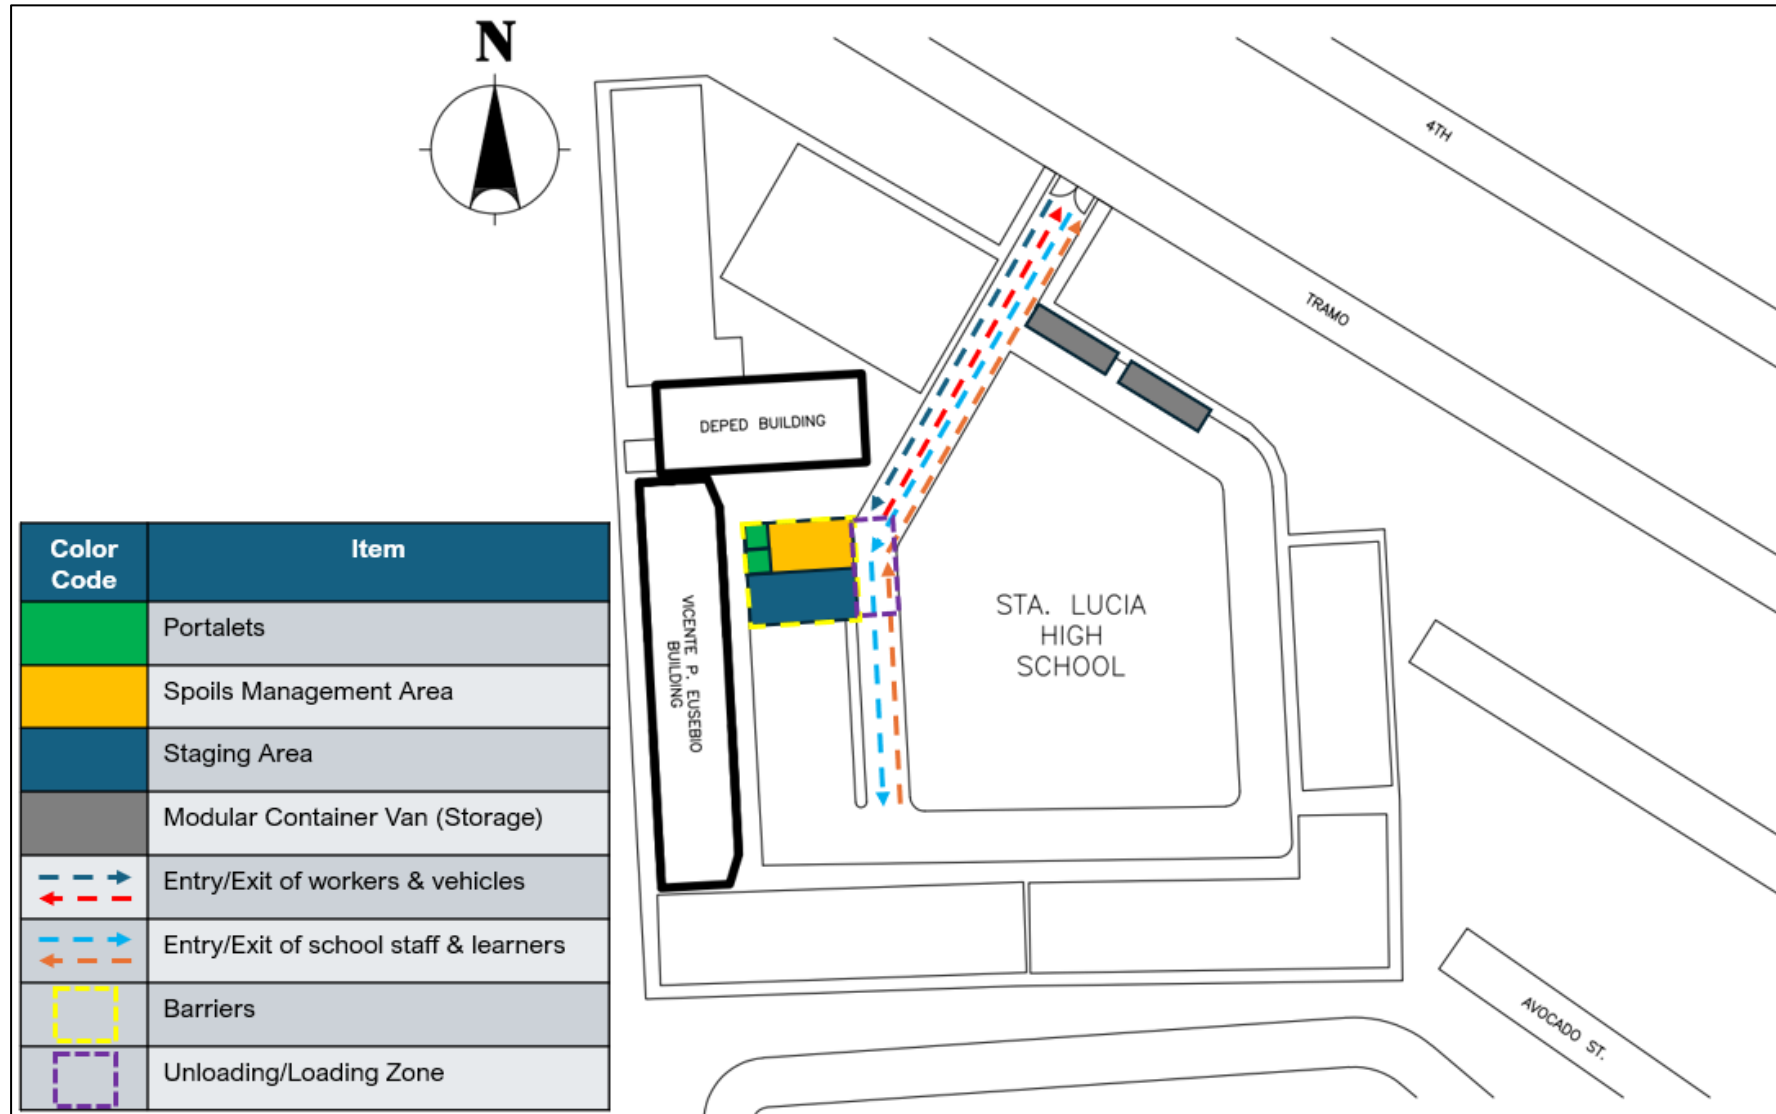 N
4TH
TRAMO
DEPED BUILDING
VICENTE P. EUSEBIO
BUILDING
STA. LUCIA
HIGH
SCHOOL
AVOCADO ST.
Color
Code
Item
Portalets
Spoils Management Area
Staging Area
Modular Container Van (Storage)
Entry/Exit of workers & vehicles
Entry/Exit of school staff & learners
Barriers
Unloading/Loading Zone